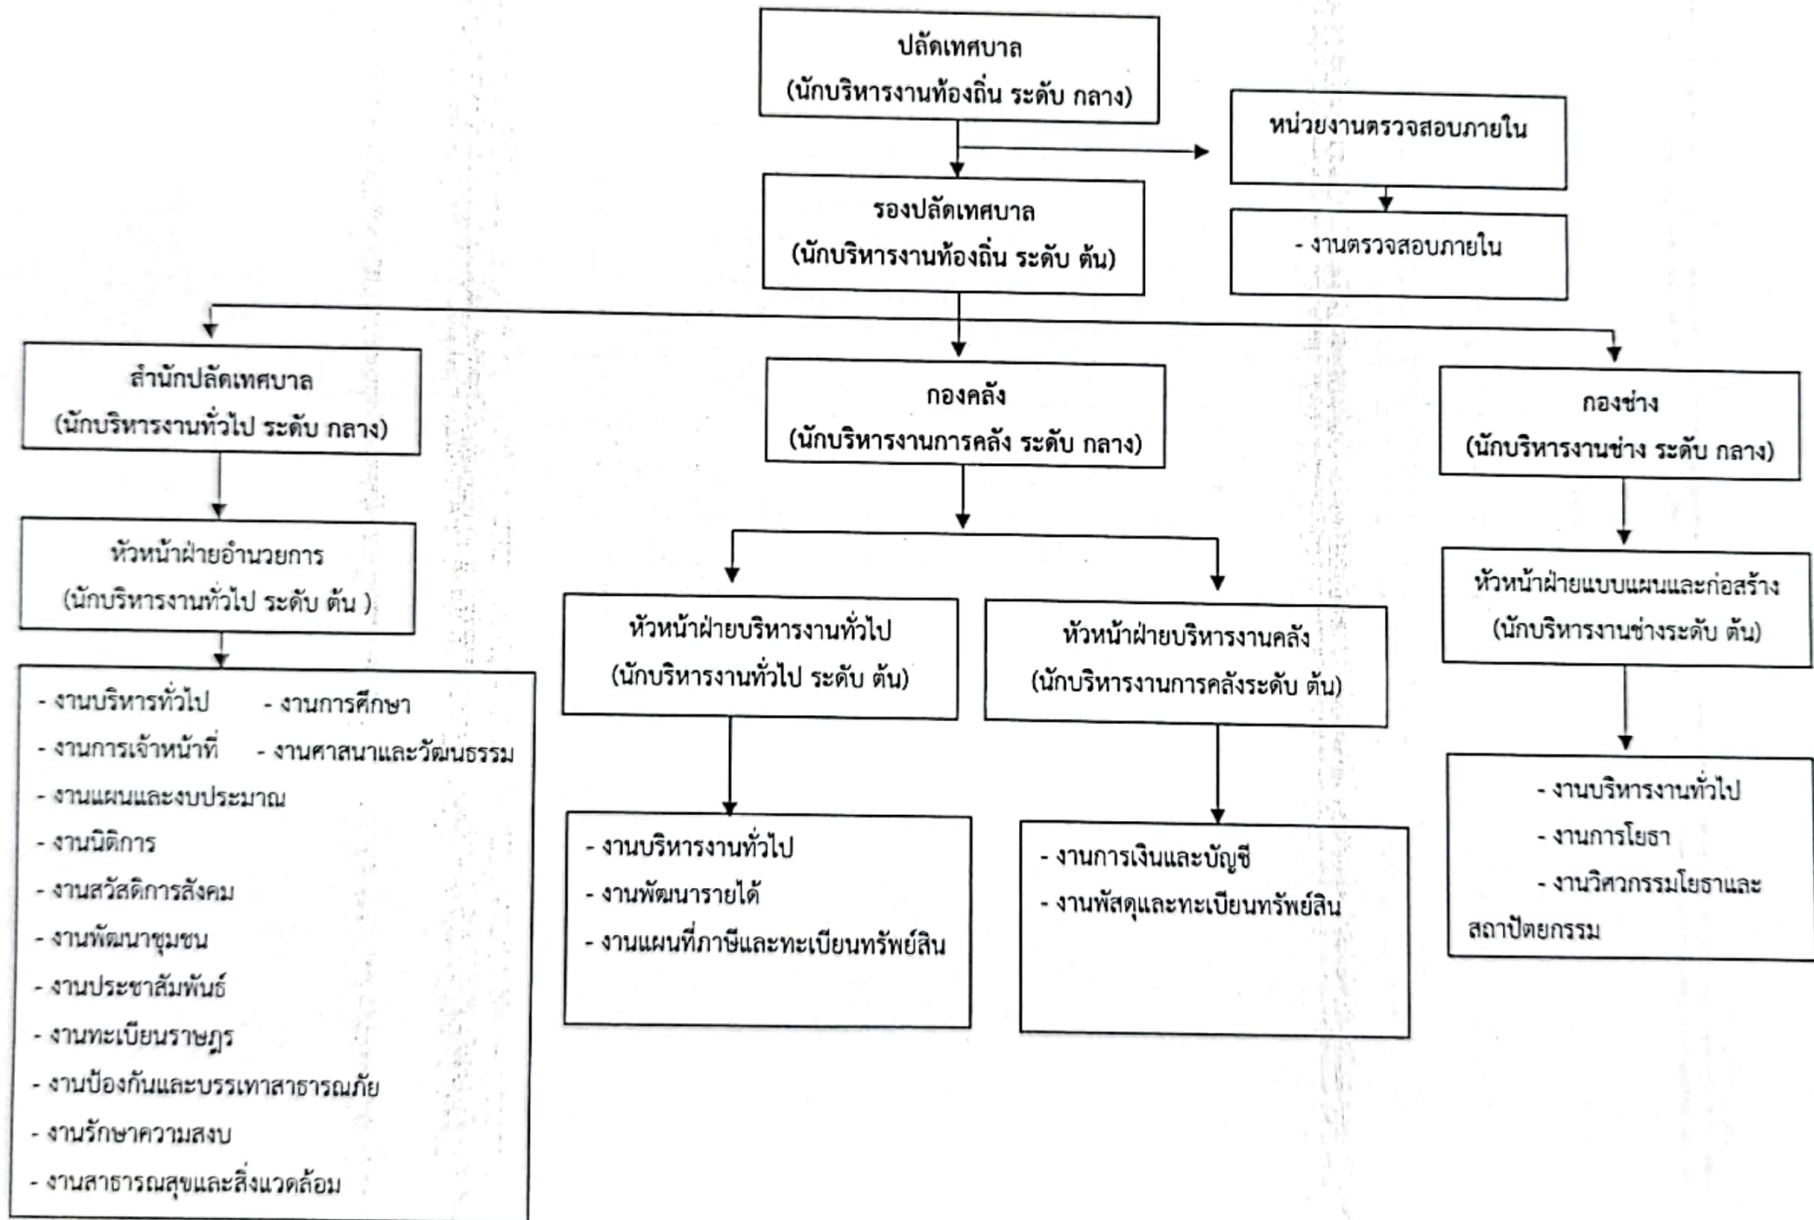 ปลัดเทศบาล
(นักบริหารงานท้องถิ่น ระดับ กลาง)
หน่วยงานตรวจสอบภายใน
- งานตรวจสอบภายใน
รองปลัดเทศบาล
(นักบริหารงานท้องถิ่น ระดับ ต้น)
สำนักปลัดเทศบาล
(นักบริหารงานทั่วไป ระดับ กลาง)
กองคลัง
(นักบริหารงานการคลัง ระดับ กลาง)
กองช่าง
(นักบริหารงานช่าง ระดับ กลาง)
หัวหน้าฝ่ายอำนวยการ
(นักบริหารงานทั่วไป ระดับ ต้น )
หัวหน้าฝ่ายบริหารงานทั่วไป
(นักบริหารงานทั่วไป ระดับ ต้น)
หัวหน้าฝ่ายบริหารงานคลัง
(นักบริหารงานการคลังระดับ ต้น)
หัวหน้าฝ่ายแบบแผนและก่อสร้าง
(นักบริหารงานช่างระดับ ต้น)
- งานบริหารทั่วไป - งานการศึกษา
- งานการเจ้าหน้าที่ - งานศาสนาและวัฒนธรรม
- งานแผนและงบประมาณ
- งานนิติการ
- งานสวัสดิการสังคม
- งานพัฒนาชุมชน
- งานประชาสัมพันธ์
- งานทะเบียนราษฎร
- งานป้องกันและบรรเทาสาธารณภัย
- งานรักษาความสงบ
- งานสาธารณสุขและสิ่งแวดล้อม
- งานบริหารงานทั่วไป
- งานพัฒนารายได้
- งานแผนที่ภาษีและทะเบียนทรัพย์สิน
- งานการเงินและบัญชี
- งานพัสดุและทะเบียนทรัพย์สิน
- งานบริหารงานทั่วไป
- งานการโยธา
- งานวิศวกรรมโยธาและ
สถาปัตยกรรม